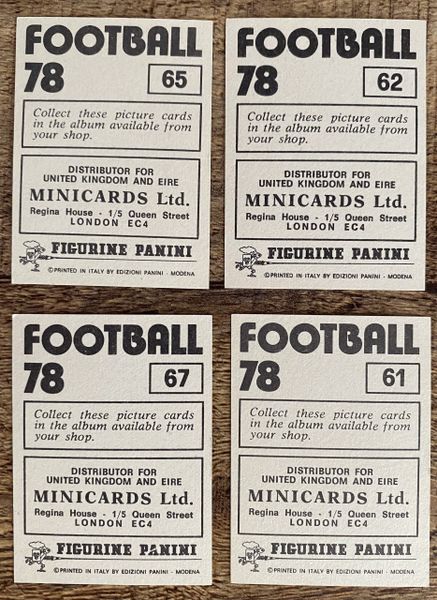 FOOTBALL
78 65
Collect these picture cards
in the album available from
your shop.
DISTRIBUTOR FOR
UNITED KINGDOM AND EIRE
MINICARDS Ltd.
Regina House - 1/5 Queen Street
LONDON EC4
FIGURINE PANINI
©PRINTED IN ITALY BY EDIZIONI PANINI - MODENA
FOOTBALL
78 62
Collect these picture cards
in the album available from
your shop.
DISTRIBUTOR FOR
UNITED KINGDOM AND EIRE
MINICARDS Ltd.
Regina House - 1/5 Queen Street
LONDON EC4
FIGURINE PANINI
©PRINTED IN ITALY BY EDIZIONI PANINI - MODENA
FOOTBALL
78 67
Collect these picture cards
in the album available from
your shop.
DISTRIBUTOR FOR
UNITED KINGDOM AND EIRE
MINICARDS Ltd.
Regina House - 1/5 Queen Street
LONDON EC4
FIGURINE PANINI
©PRINTED IN ITALY BY EDIZIONI PANINI - MODENA
FOOTBALL
78 61
Collect these picture cards
in the album available from
your shop.
DISTRIBUTOR FOR
UNITED KINGDOM AND EIRE
MINICARDS Ltd.
Regina House - 1/5 Queen Street
LONDON EC4
FIGURINE PANINI
©PRINTED IN ITALY BY EDIZIONI PANINI - MODENA